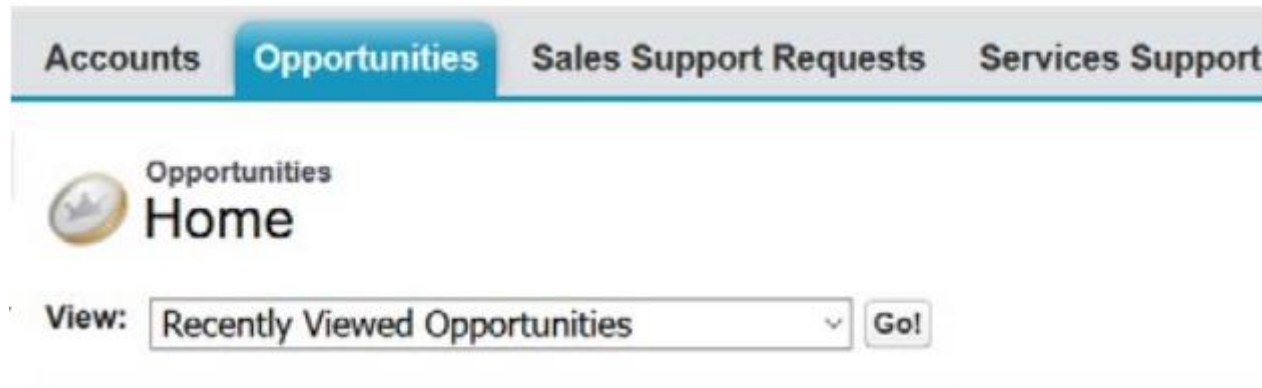 Accounts Opportunities Sales Support Requests Services Support
Opportunities
Home
View: Recently Viewed Opportunities Go!